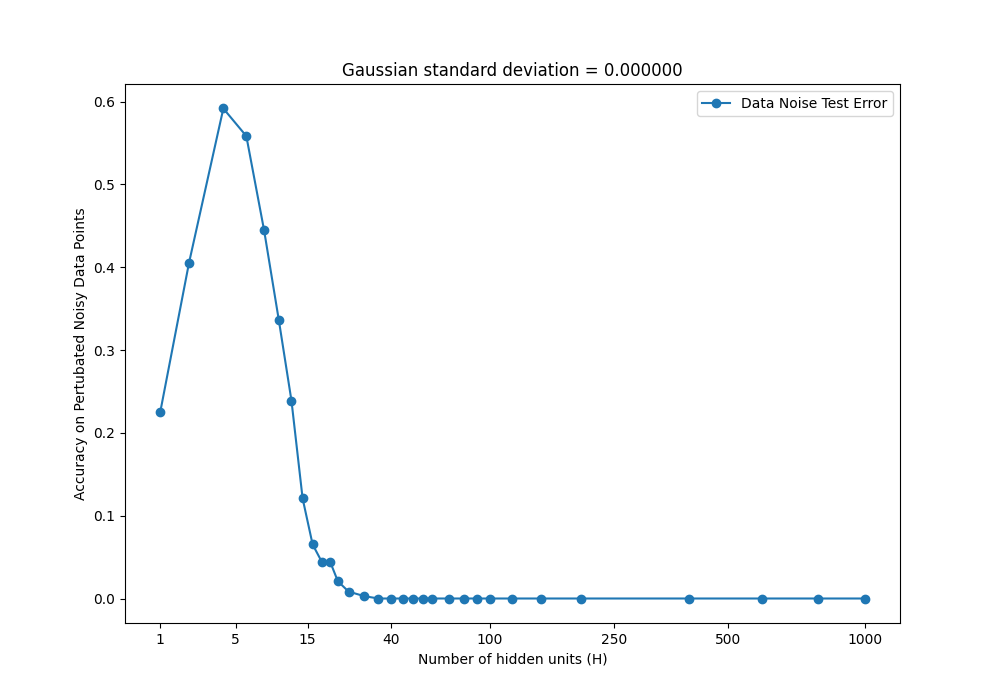 Gaussian standard deviation = 0.000000
Data Noise Test Error
Accuracy on Pertubated Noisy Data Points
0.6
0.5
0.4
0.3
0.2
0.1
0.0
1 5 15 40 100 250 500 1000
Number of hidden units (H)